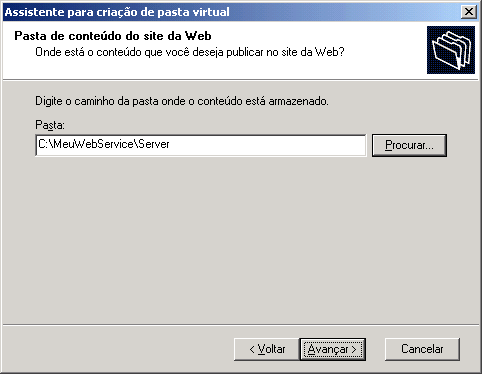 Assistente para criação de pasta virtual
Pasta de conteúdo do site da Web
Onde está o conteúdo que você deseja publicar no site da Web?
Digite o caminho da pasta onde o conteúdo está armazenado.
Pasta:
C:\MeuWebService\Server
Procurar...
< Voltar
Avançar >
Cancelar